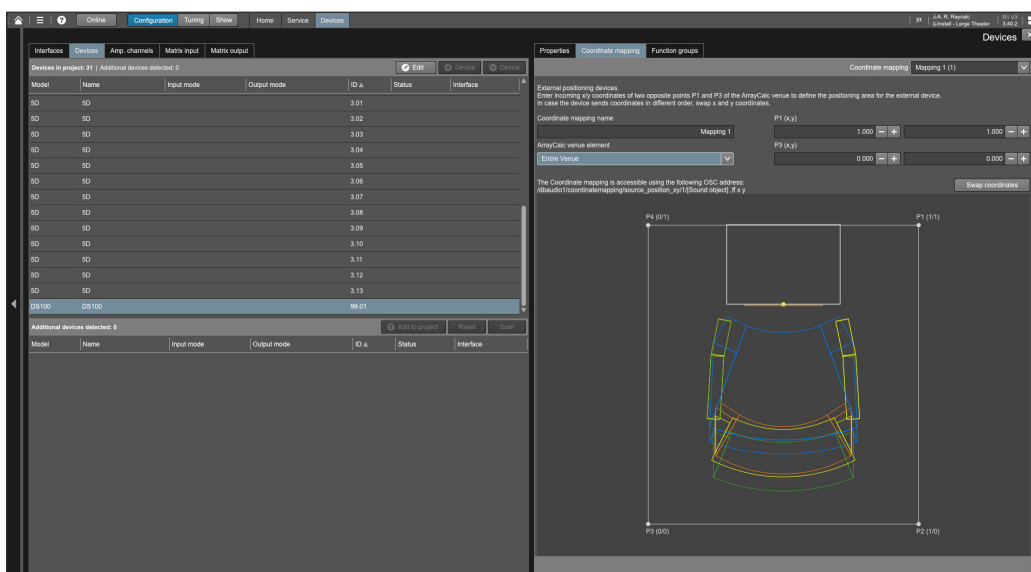 Online Configuration Tuning Show Home Service Devices A. R. Raycalc R1 V3
Install - Large Theater 3.40.2
Devices
Interfaces Devices Amp. channels Matrix input Matrix output
Properties Coordinate mapping Function groups
Devices in project: 31 | Additional devices detected: 0 Edit Device Device
Coordinate mapping Mapping 1 (1)
Model Name Input mode Output mode ID Status Interface
5D 5D 3.01
5D 5D 3.02
5D 5D 3.03
5D 5D 3.04
5D 5D 3.05
5D 5D 3.06
5D 5D 3.07
5D 5D 3.08
5D 5D 3.09
5D 5D 3.10
5D 5D 3.11
5D 5D 3.12
5D 5D 3.13
DS100 DS100 99.01
Additional devices detected: 0 Add to project Reset Scan
Model Name Input mode Output mode ID Status Interface
External positioning devices.
Enter incoming x/y coordinates of two opposite points P1 and P3 of the ArrayCalc venue to define the positioning area for the external device.
In case the device sends coordinates in different order, swap x and y coordinates.
Coordinate mapping name P1 (x,y)
Mapping 1 1.000 − + 1.000 − +
ArrayCalc venue element P3 (x,y)
Entire Venue 0.000 − + 0.000 − +
The Coordinate mapping is accessible using the following OSC address:
/dbaudio1/coordinatemapping/source_position_xy/1/[Sound object] ,ff x y
Swap coordinates
P4 (0/1) P1 (1/1)
P3 (0/0) P2 (1/0)